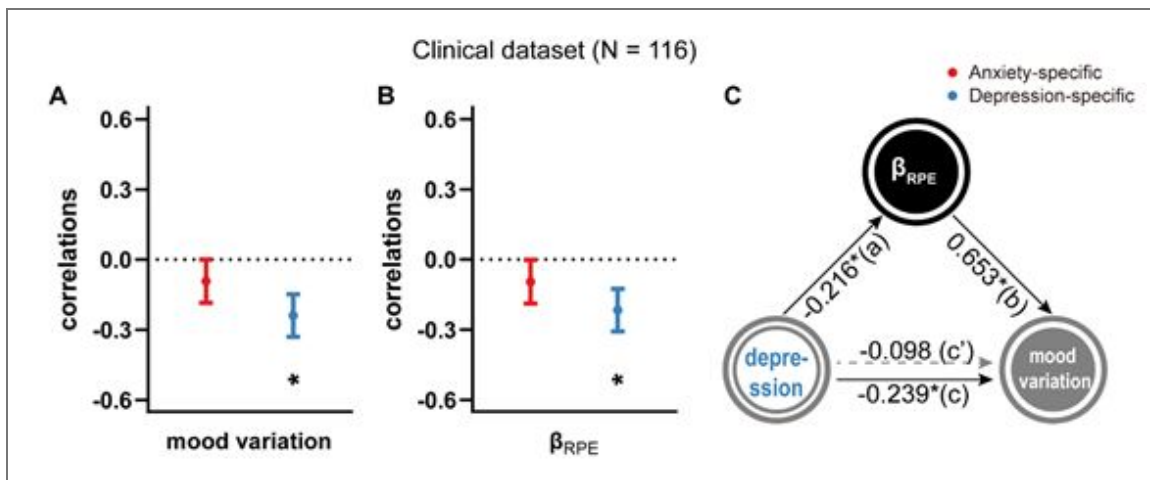 Clinical dataset (N = 116)
Anxiety-specific
Depression-specific
A
0.6
0.3
0.0
-0.3
-0.6
correlations
*
mood variation
B
0.6
0.3
0.0
-0.3
-0.6
correlations
*
βRPE
C
βRPE
-0.216*(a)
0.653*(b)
depre-
ssion
-0.098 (c')
-0.239*(c)
mood
variation